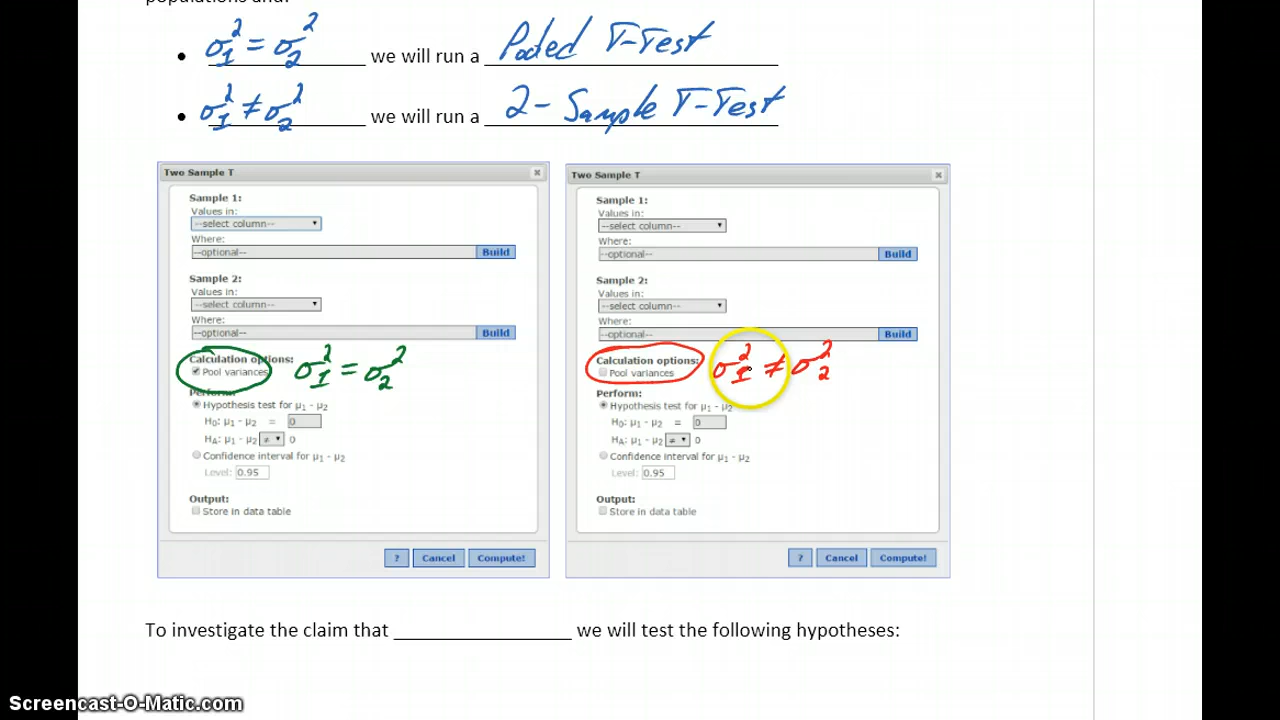 populations and:
• σ₁² = σ₂² we will run a Pooled T-Test
• σ₁² ≠ σ₂² we will run a 2-Sample T-Test
Two Sample T
Sample 1:
Values in:
--select column--
Where:
--optional-- Build
Sample 2:
Values in:
--select column--
Where:
--optional-- Build
Calculation options:
Pool variances σ₁² = σ₂²
Perform:
Hypothesis test for μ₁ - μ₂
H₀: μ₁ - μ₂ = 0
Hᴀ: μ₁ - μ₂ ≠ 0
Confidence interval for μ₁ - μ₂
Level: 0.95
Output:
Store in data table
? Cancel Compute!
Two Sample T
Sample 1:
Values in:
--select column--
Where:
--optional-- Build
Sample 2:
Values in:
--select column--
Where:
--optional-- Build
Calculation options: σ₁² ≠ σ₂²
Pool variances
Perform:
Hypothesis test for μ₁ - μ₂
H₀: μ₁ - μ₂ = 0
Hᴀ: μ₁ - μ₂ ≠ 0
Confidence interval for μ₁ - μ₂
Level: 0.95
Output:
Store in data table
? Cancel Compute!
To investigate the claim that ________________ we will test the following hypotheses:
Screencast-O-Matic.com